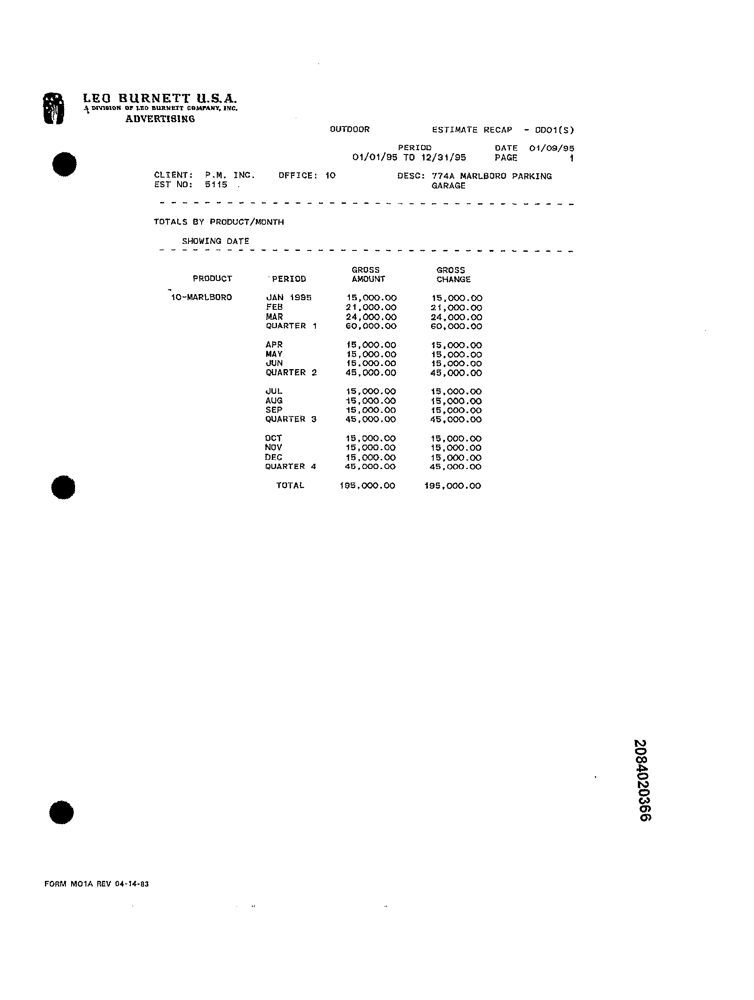 LEO BURNETT U.S.A.
A DIVISION OF LEO BURNETT COMPANY, INC.
ADVERTISING
OUTDOOR ESTIMATE RECAP - ODO1(S)
PERIOD DATE 01/09/95
01/01/95 TO 12/31/95 PAGE 1
CLIENT: P.M. INC. OFFICE: 10 DESC: 774A MARLBORO PARKING
EST NO: 5115 . GARAGE
- - - - - - - - - - - - - - - - - - - - - - - - - - - - -
TOTALS BY PRODUCT/MONTH
SHOWING DATE
- - - - - - - - - - - - - - - - - - - - - - - - - - - - -
GROSS GROSS
PRODUCT PERIOD AMOUNT CHANGE
10-MARLBORO JAN 1995 15,000.00 15,000.00
FEB 21,000.00 21,000.00
MAR 24,000.00 24,000.00
QUARTER 1 60,000.00 60,000.00
APR 15,000.00 15,000.00
MAY 15,000.00 15,000.00
JUN 15,000.00 15,000.00
QUARTER 2 45,000.00 45,000.00
JUL 15,000.00 15,000.00
AUG 15,000.00 15,000.00
SEP 15,000.00 15,000.00
QUARTER 3 45,000.00 45,000.00
OCT 15,000.00 15,000.00
NOV 15,000.00 15,000.00
DEC 15,000.00 15,000.00
QUARTER 4 45,000.00 45,000.00
TOTAL 195,000.00 195,000.00
2084020366
FORM MO1A REV 04-14-83